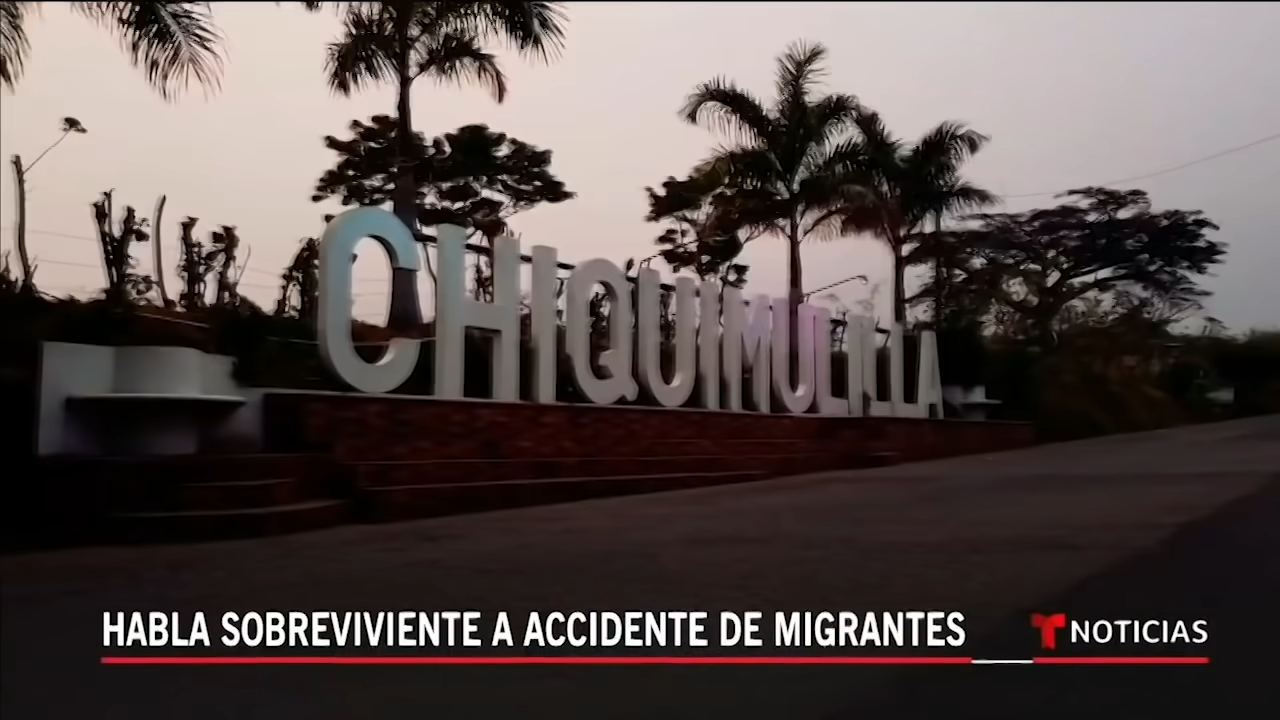 CHIQUIMULILLA
HABLA SOBREVIVIENTE A ACCIDENTE DE MIGRANTES
NOTICIAS